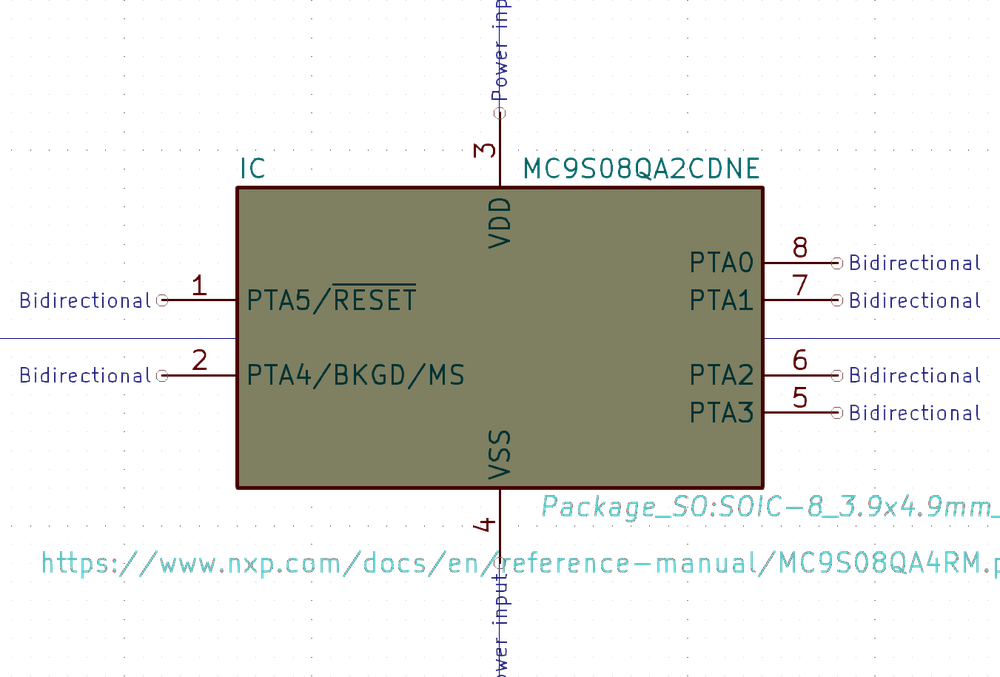 Power inp
3
IC
MC9S08QA2CDNE
VDD
PTA0
8
Bidirectional
Bidirectional
1
PTA5/RESET
PTA1
7
Bidirectional
Bidirectional
2
PTA4/BKGD/MS
PTA2
6
Bidirectional
PTA3
5
Bidirectional
VSS
4
Package_SO:SOIC-8_3.9x4.9mm_
https://www.nxp.com/docs/en/reference-manual/MC9S08QA4RM.p
ower input